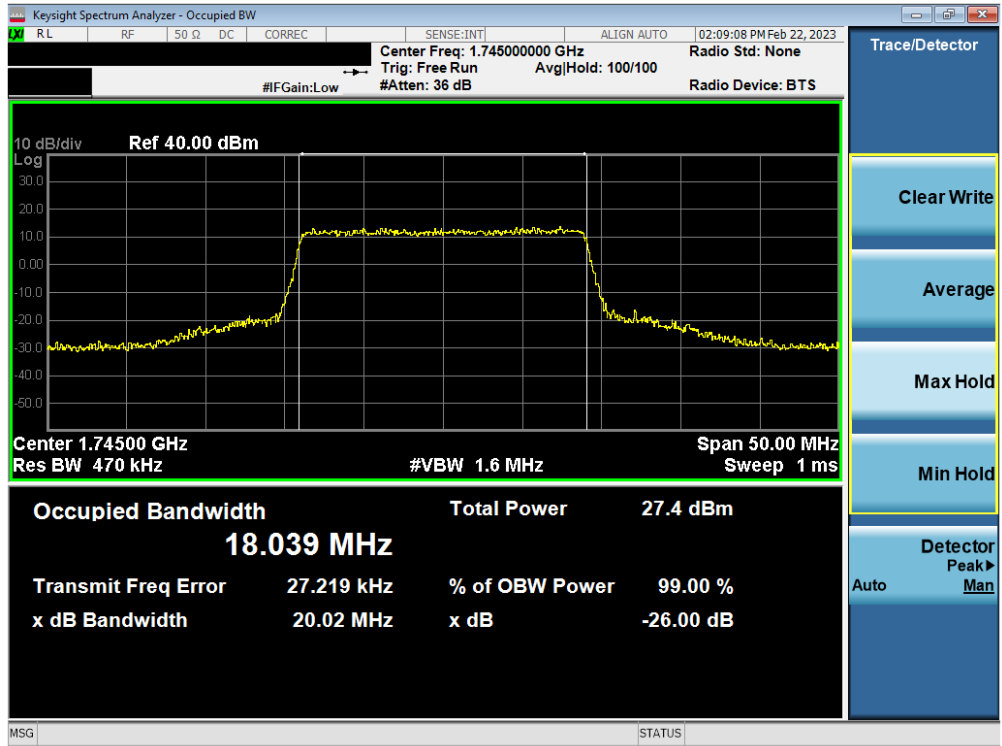 Keysight Spectrum Analyzer - Occupied BW
LXI RL RF 50 Ω DC CORREC SENSE:INT ALIGN AUTO 02:09:08 PM Feb 22, 2023
Center Freq: 1.745000000 GHz Radio Std: None
Trig: Free Run Avg|Hold: 100/100
#IFGain:Low #Atten: 36 dB Radio Device: BTS
10 dB/div Ref 40.00 dBm
Log
30.0
20.0
10.0
0.00
-10.0
-20.0
-30.0
-40.0
-50.0
Center 1.74500 GHz Span 50.00 MHz
Res BW 470 kHz #VBW 1.6 MHz Sweep 1 ms
Occupied Bandwidth Total Power 27.4 dBm
18.039 MHz
Transmit Freq Error 27.219 kHz % of OBW Power 99.00 %
x dB Bandwidth 20.02 MHz x dB -26.00 dB
Trace/Detector
Clear Write
Average
Max Hold
Min Hold
Detector
Peak▶
Auto Man
MSG STATUS